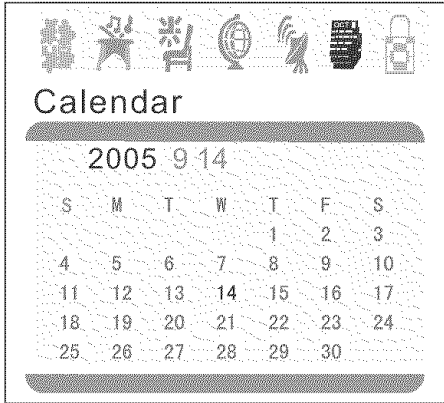 OCT
Calendar
2005 9 14
S M T W T F S
1 2 3
4 5 6 7 8 9 10
11 12 13 14 15 16 17
18 19 20 21 22 23 24
25 26 27 28 29 30